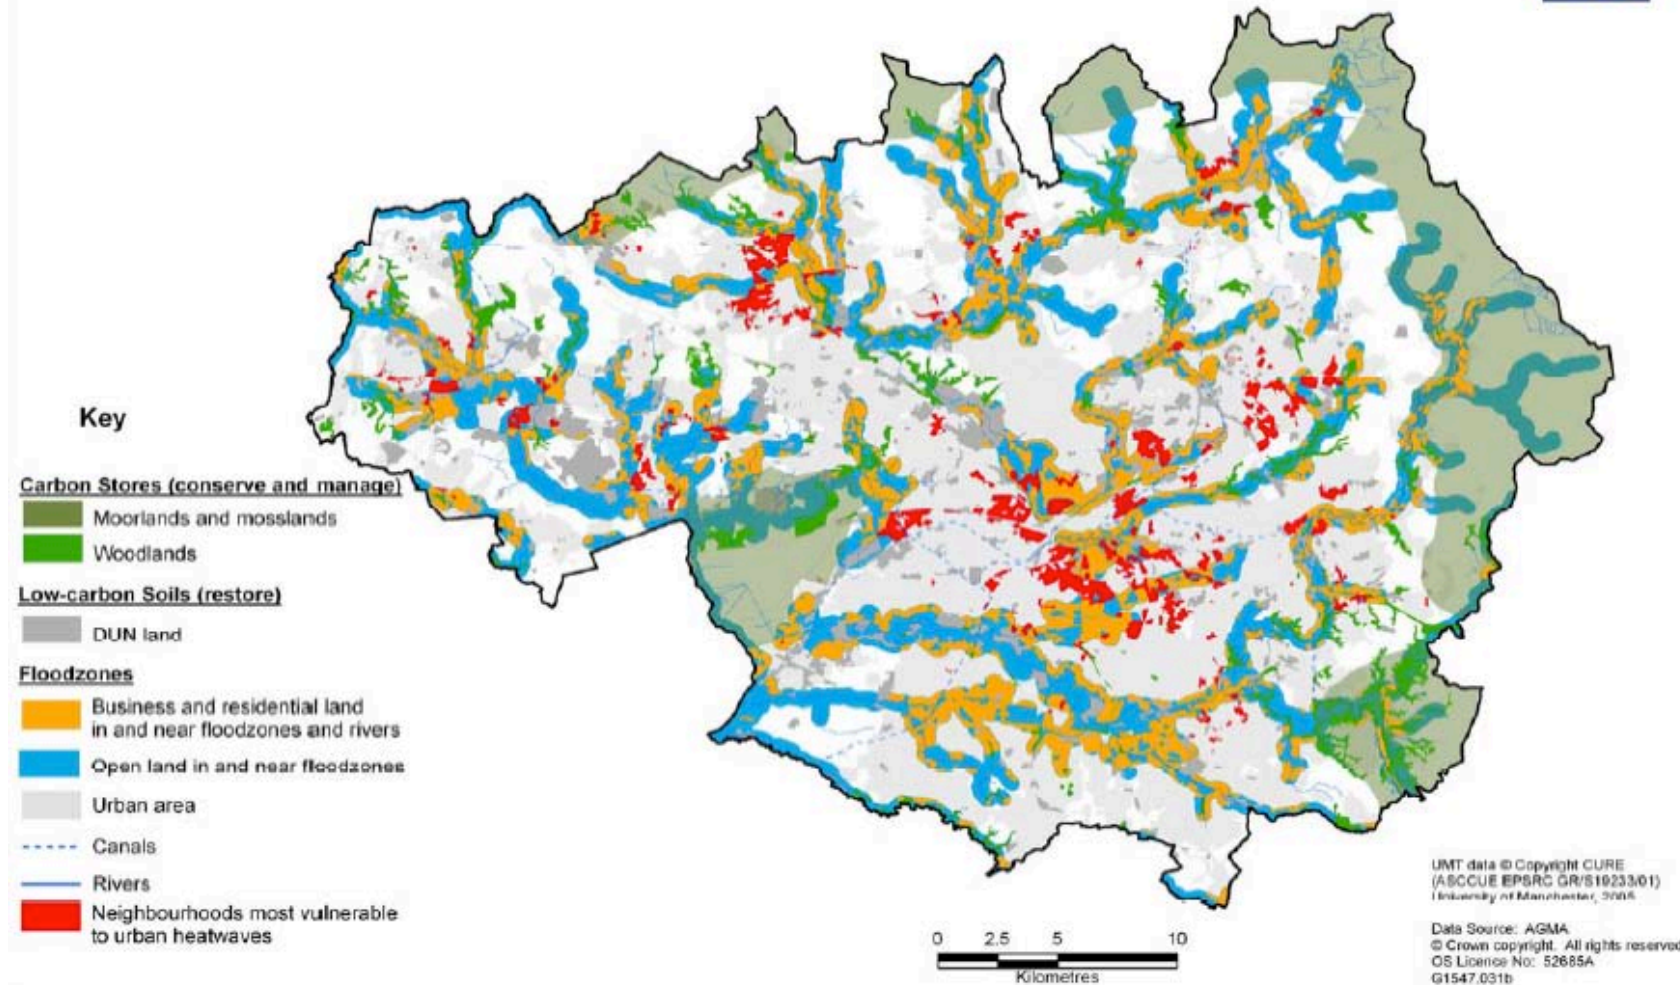 Key
Carbon Stores (conserve and manage)
Moorlands and mosslands
Woodlands
Low-carbon Soils (restore)
DUN land
Floodzones
Business and residential land
in and near floodzones and rivers
Open land in and near floodzones
Urban area
Canals
Rivers
Neighbourhoods most vulnerable
to urban heatwaves
0 2.5 5 10
Kilometres
UMT data © Copyright CURE
(ASCCUE EPSRC GR/S19233/01)
University of Manchester, 2005
Data Source: AGMA
© Crown copyright. All rights reserved
OS Licence No: 52685A
G1547.031b